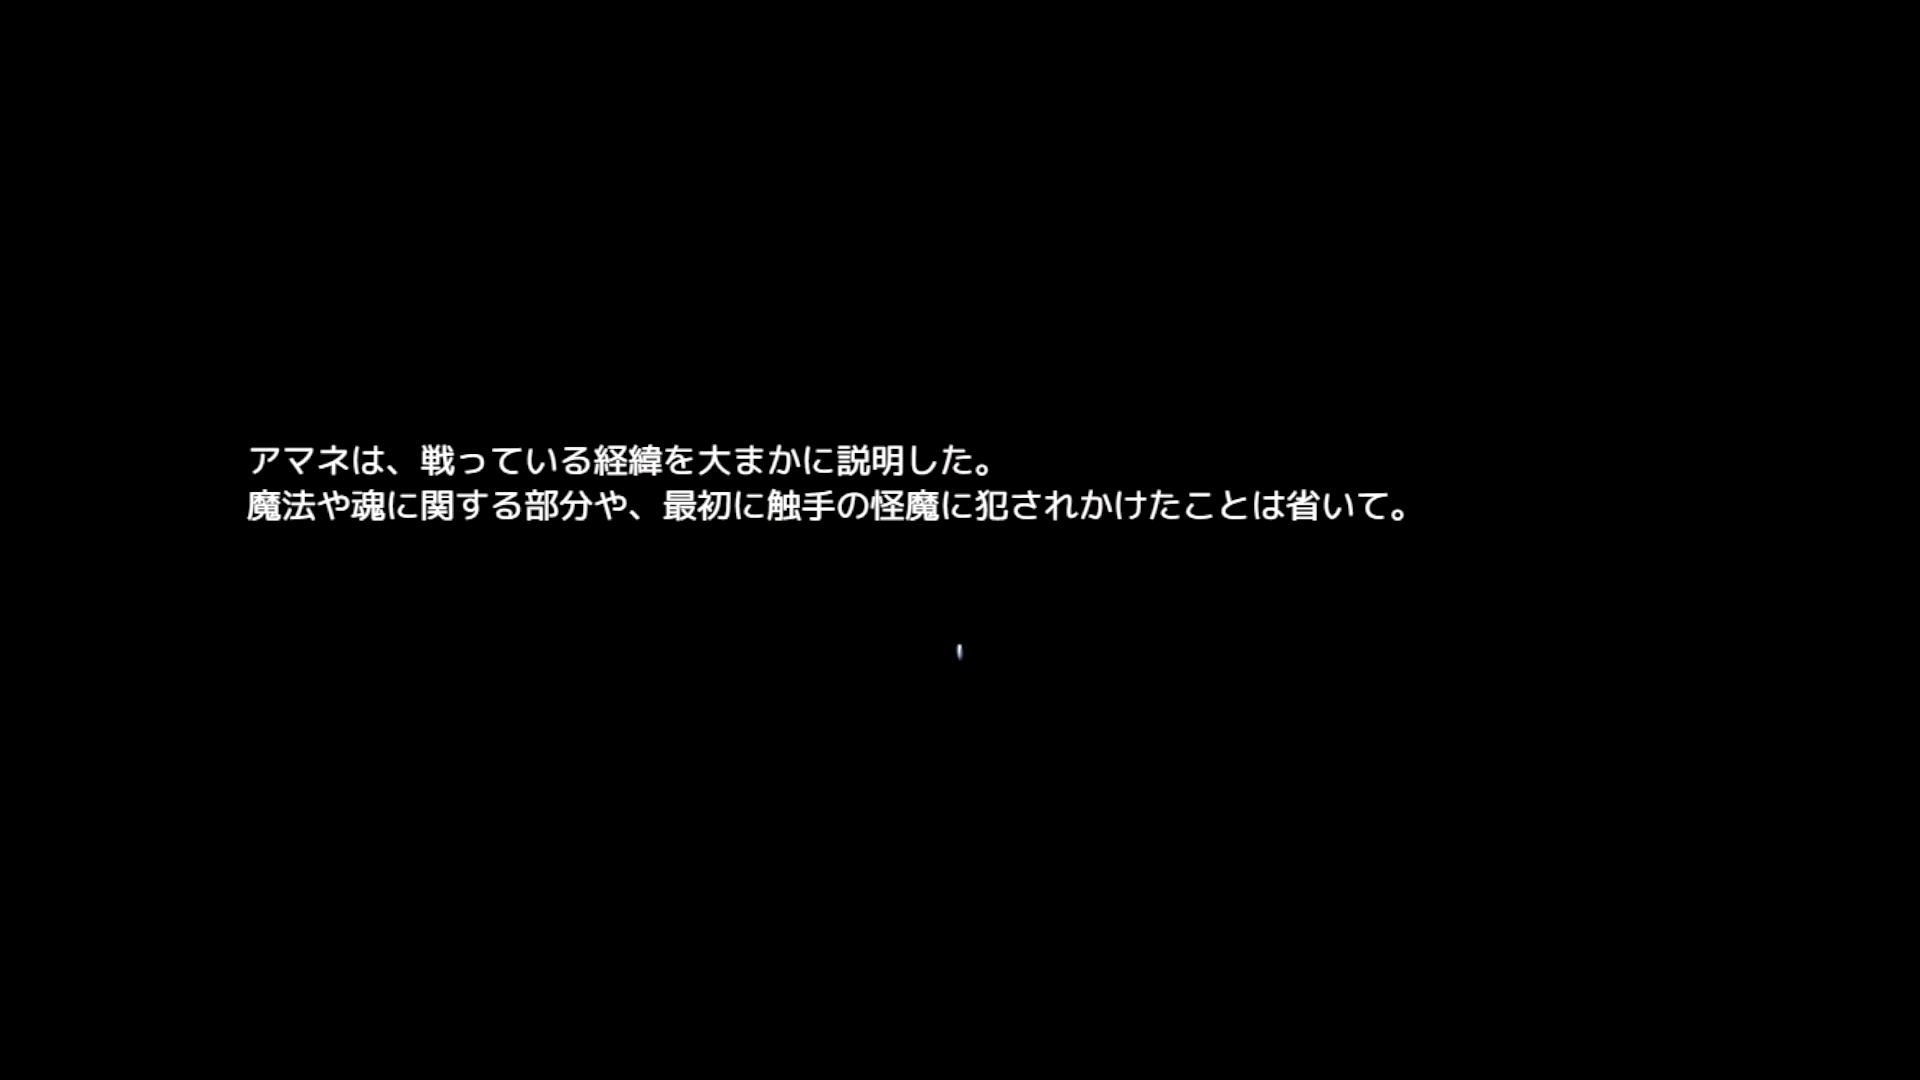 アマネは、戦っている経緯を大まかに説明した。
魔法や魂に関する部分や、最初に触手の怪魔に犯されかけたことは省いて。